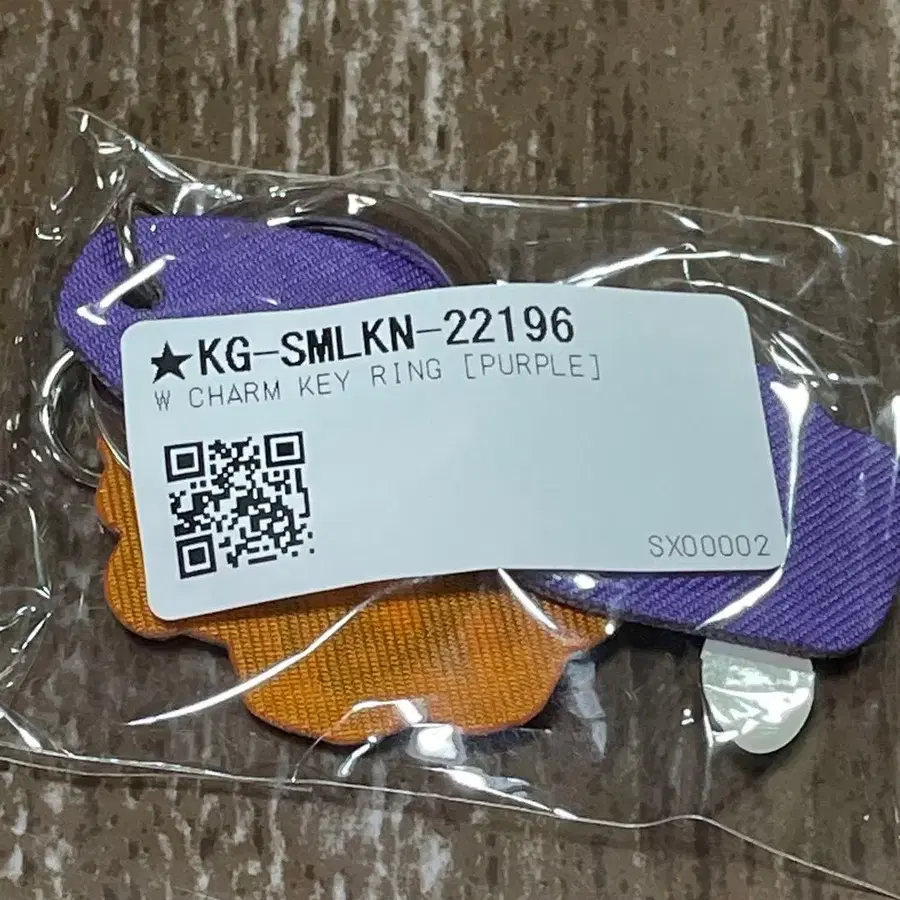 ★KG-SMLKN-22196
W CHARM KEY RING [PURPLE]
SX00002